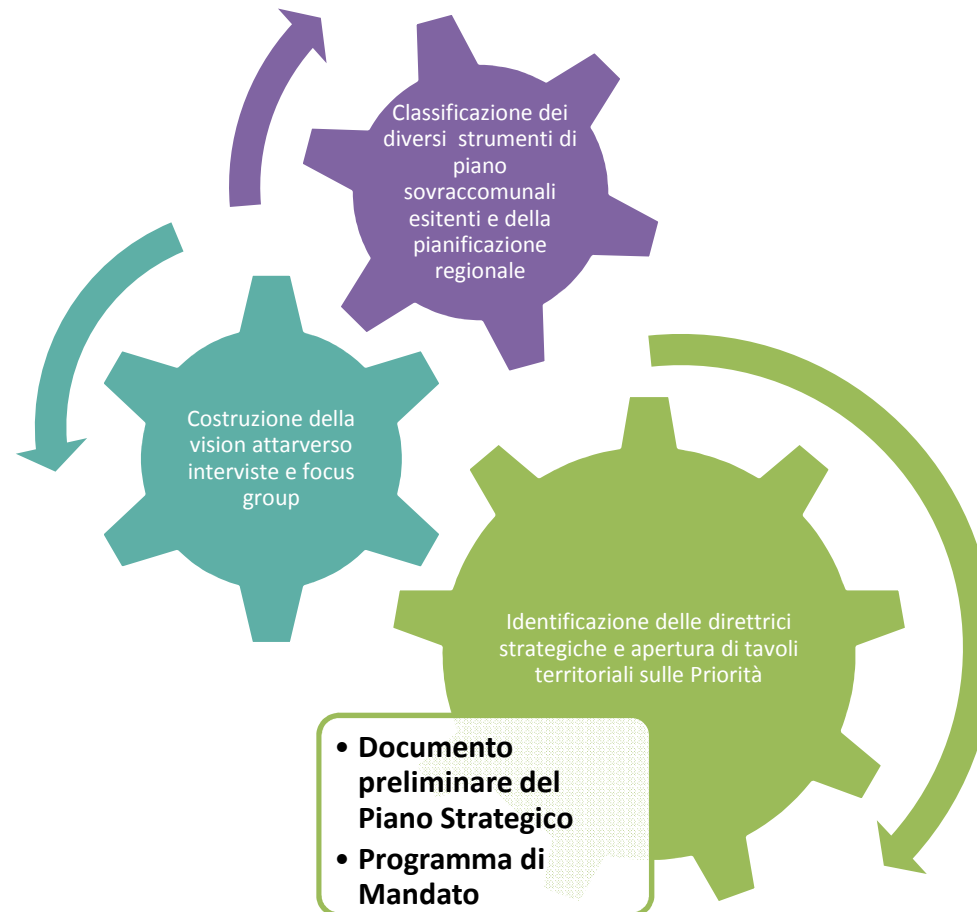 Classificazione dei
diversi strumenti di
piano
sovraccomunali
esitenti e della
pianificazione
regionale
Costruzione della
vision attarverso
interviste e focus
group
Identificazione delle direttrici
strategiche e apertura di tavoli
territoriali sulle Priorità
• Documento
preliminare del
Piano Strategico
• Programma di
Mandato